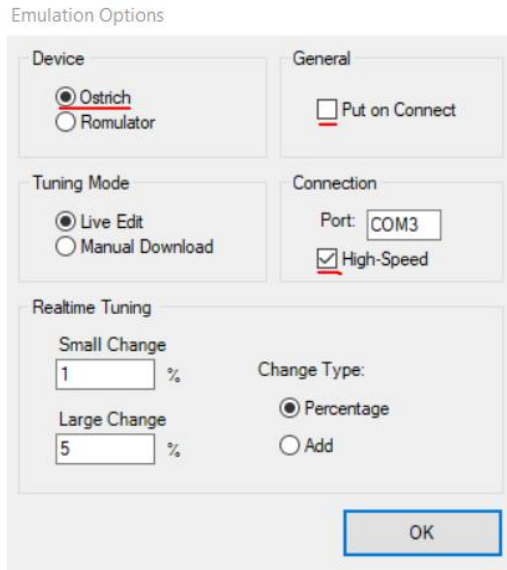 Emulation Options
Device
Ostrich
Romulator
General
Put on Connect
Tuning Mode
Live Edit
Manual Download
Connection
Port: COM3
High-Speed
Realtime Tuning
Small Change
1 %
Large Change
5 %
Change Type:
Percentage
Add
OK